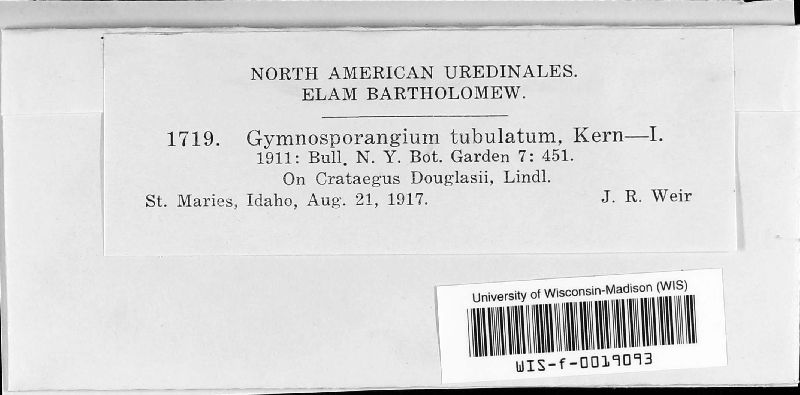 NORTH AMERICAN UREDINALES.
ELAM BARTHOLOMEW.
1719. Gymnosporangium tubulatum, Kern—I.
1911: Bull. N. Y. Bot. Garden 7: 451.
On Crataegus Douglasii, Lindl.
St. Maries, Idaho, Aug. 21, 1917. J. R. Weir
University of Wisconsin-Madison (WIS)
WIS-f-0019093